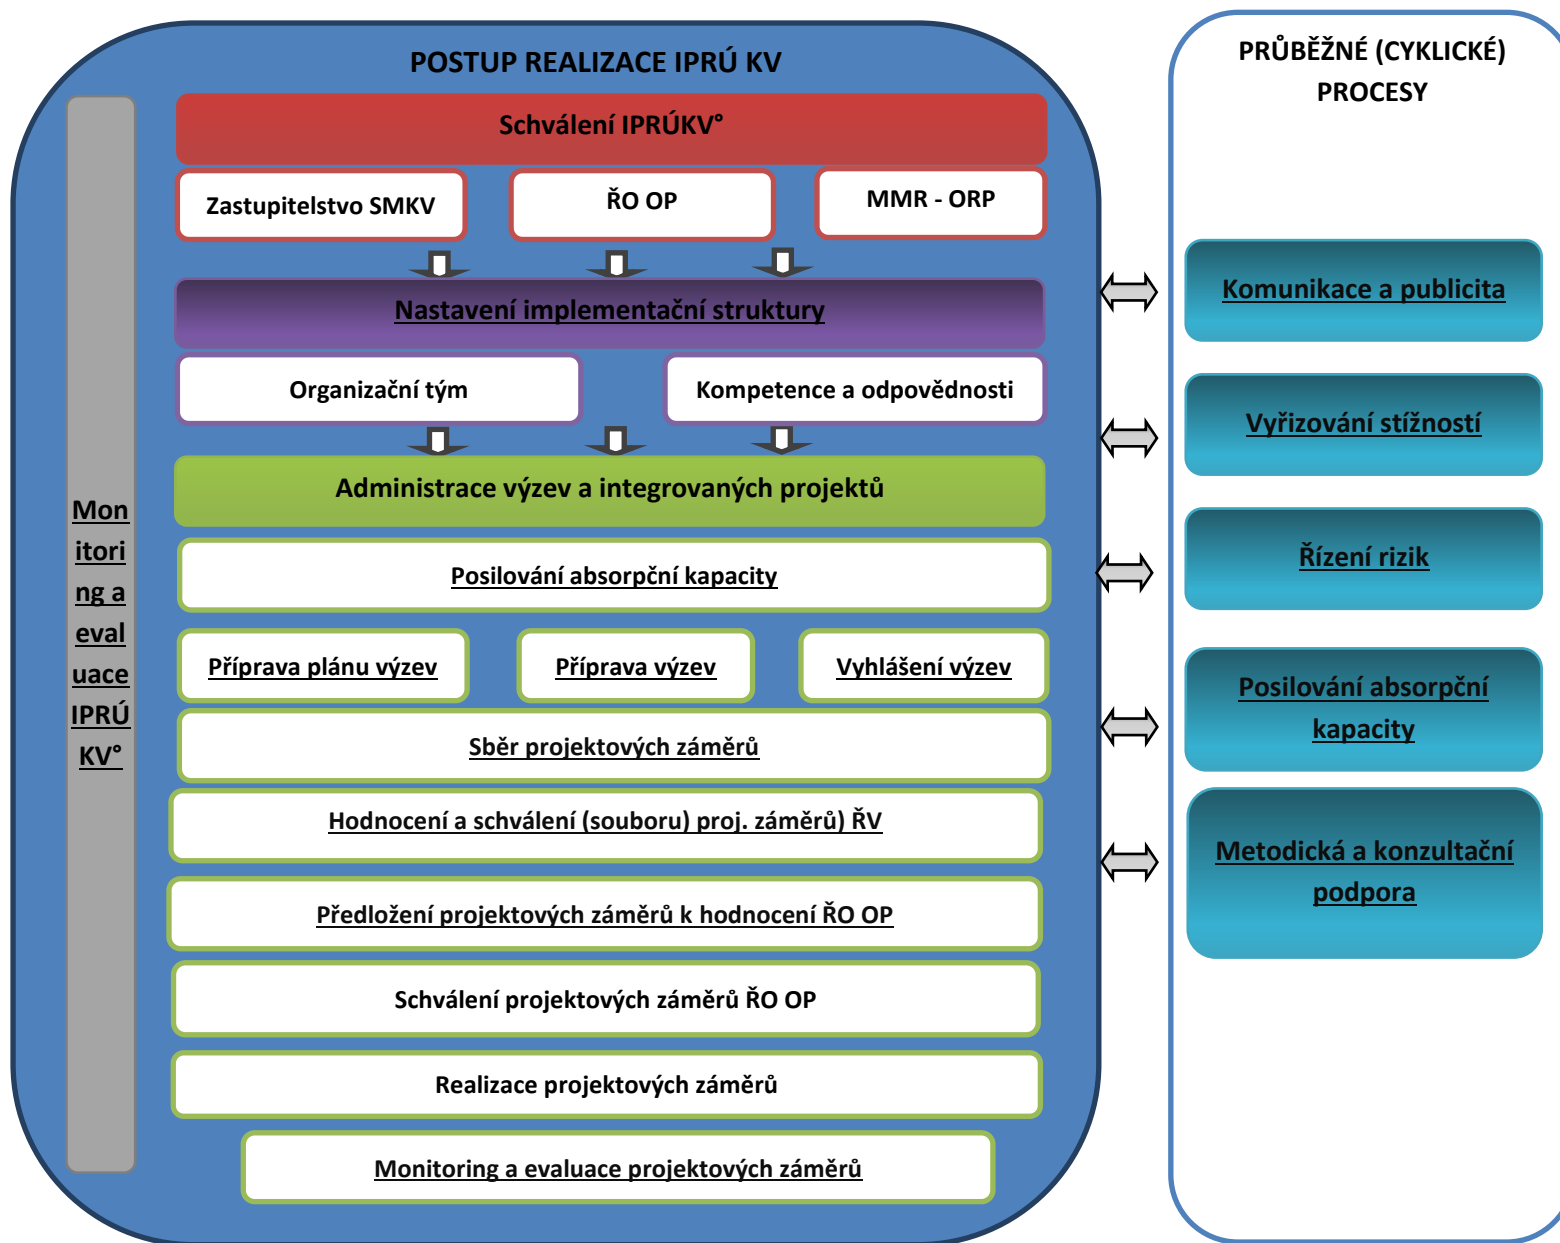 POSTUP REALIZACE IPRÚ KV
Schválení IPRÚKV°
Zastupitelstvo SMKV
ŘO OP
MMR - ORP
Nastavení implementační struktury
Organizační tým
Kompetence a odpovědnosti
Administrace výzev a integrovaných projektů
Posilování absorpční kapacity
Příprava plánu výzev
Příprava výzev
Vyhlášení výzev
Sběr projektových záměrů
Hodnocení a schválení (souboru) proj. záměrů) ŘV
Předložení projektových záměrů k hodnocení ŘO OP
Schválení projektových záměrů ŘO OP
Realizace projektových záměrů
Monitoring a evaluace projektových záměrů
Mon
itori
ng a
eval
uace
IPRÚ
KV°
PRŮBĚŽNÉ (CYKLICKÉ)
PROCESY
Komunikace a publicita
Vyřizování stížností
Řízení rizik
Posilování absorpční
kapacity
Metodická a konzultační
podpora